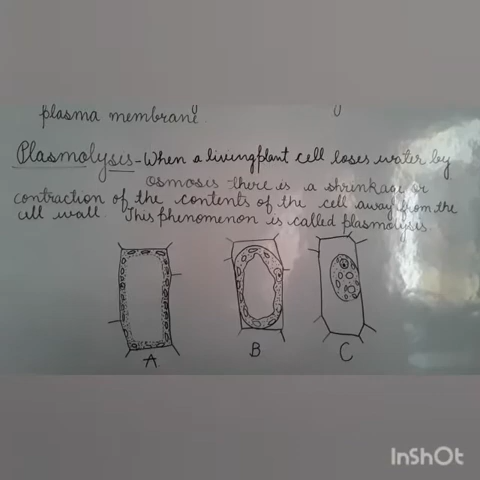 plasma membrane.
Plasmolysis - When a living plant cell loses water by
osmosis there is a shrinkage or
contraction of the contents of the cell away from the
cell wall. This phenomenon is called plasmolysis.
A B C
InShOt